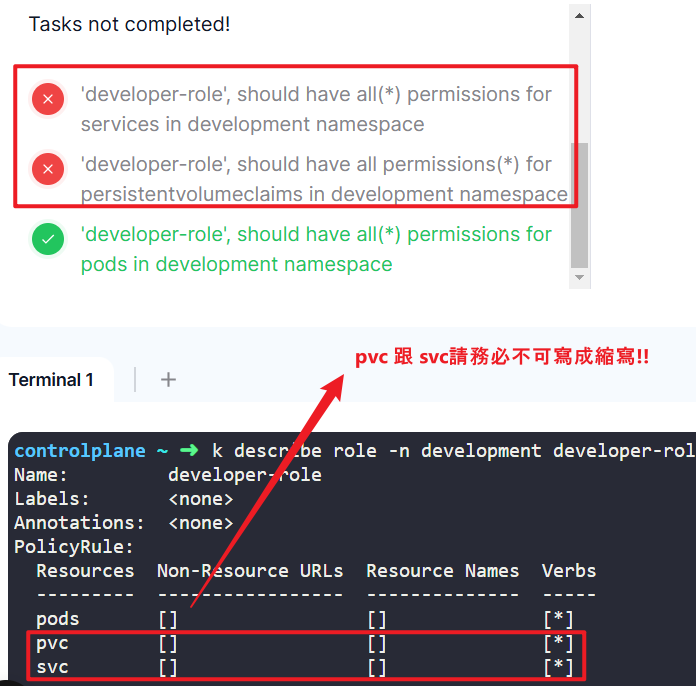 Tasks not completed!
'developer-role', should have all(*) permissions for
services in development namespace
'developer-role', should have all permissions(*) for
persistentvolumeclaims in development namespace
'developer-role', should have all(*) permissions for
pods in development namespace
pvc 跟 svc請務必不可寫成縮寫!!
Terminal 1 +
controlplane ~ ➜ k describe role -n development developer-rol
Name: developer-role
Labels: <none>
Annotations: <none>
PolicyRule:
Resources Non-Resource URLs Resource Names Verbs
--------- ----------------- -------------- -----
pods [] [] [*]
pvc [] [] [*]
svc [] [] [*]